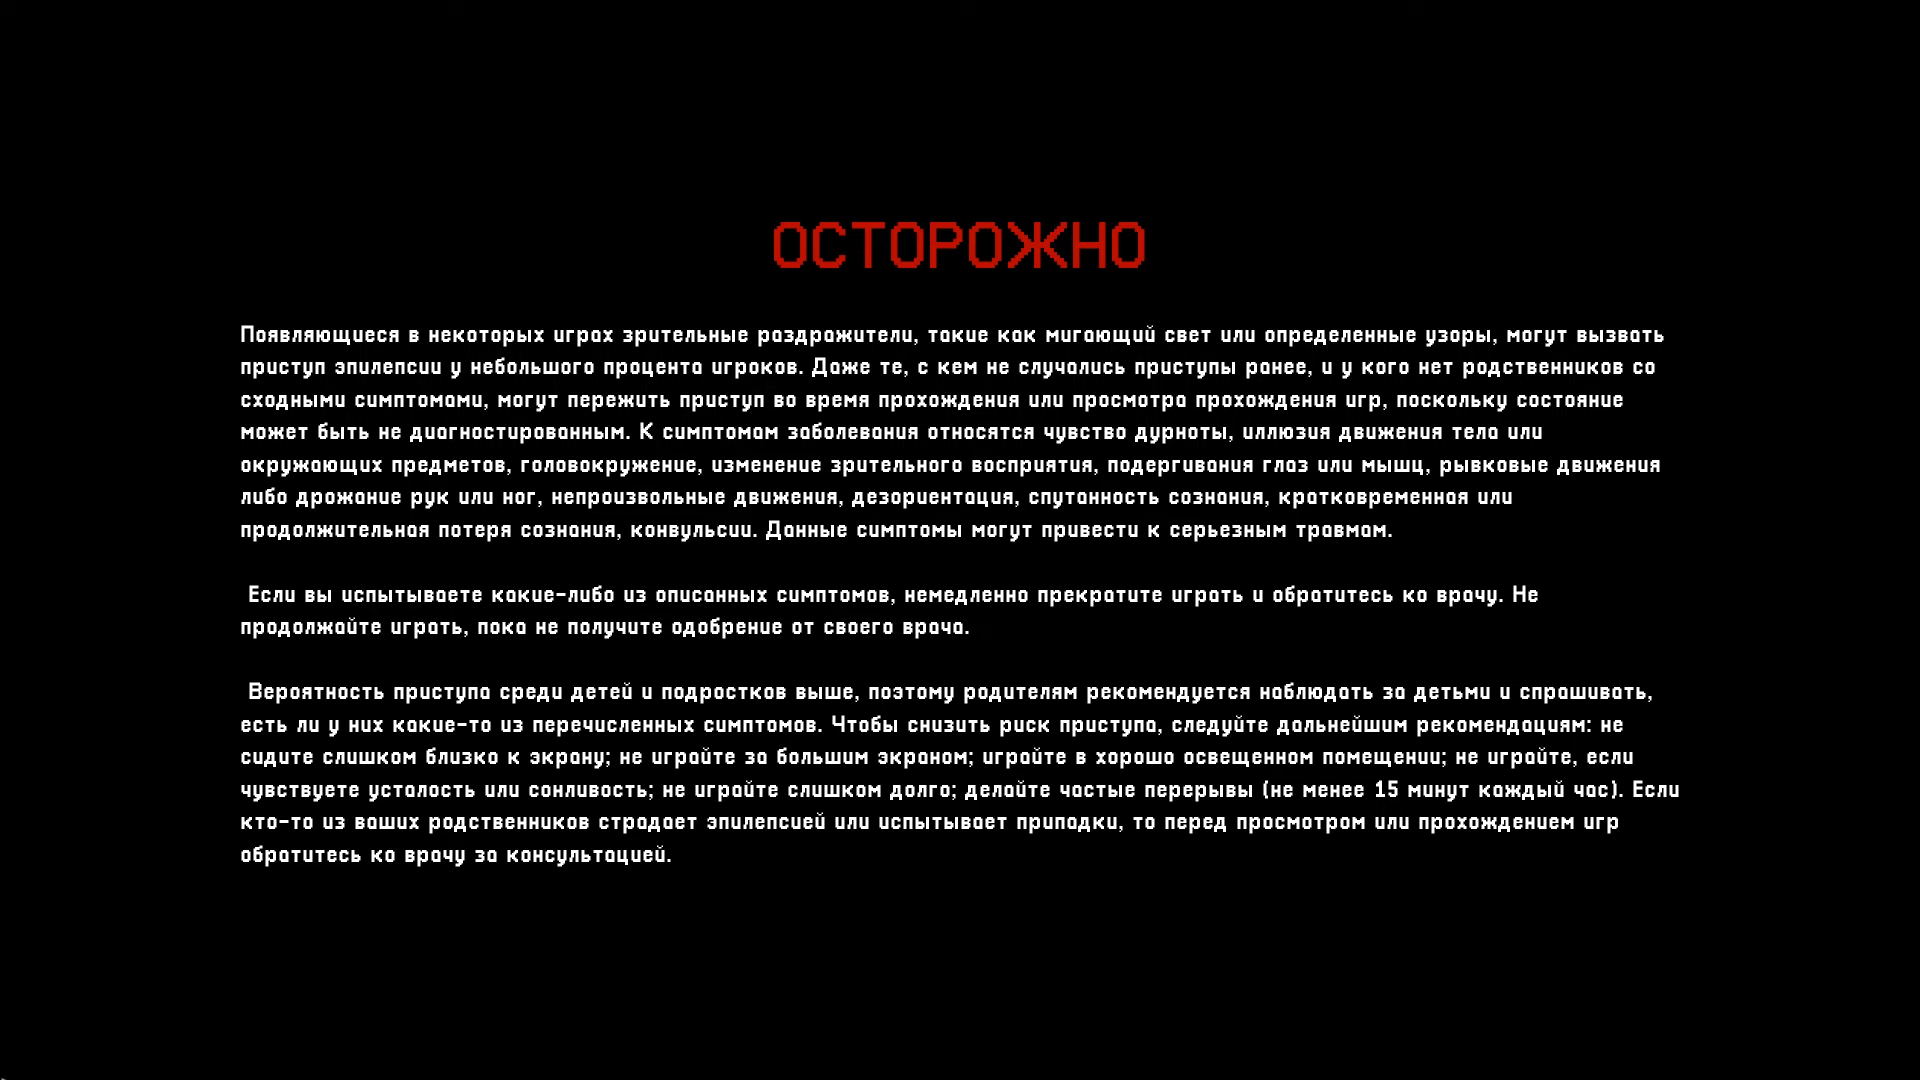 ОСТОРОЖНО
Появляющиеся в некоторых играх зрительные раздражители, такие как мигающий свет или определенные узоры, могут вызвать
приступ эпилепсии у небольшого процента игроков. Даже те, с кем не случались приступы ранее, и у кого нет родственников со
сходными симптомами, могут пережить приступ во время прохождения или просмотра прохождения игр, поскольку состояние
может быть не диагностированным. К симптомам заболевания относятся чувство дурноты, иллюзия движения тела или
окружающих предметов, головокружение, изменение зрительного восприятия, подергивания глаз или мышц, рывковые движения
либо дрожание рук или ног, непроизвольные движения, дезориентация, спутанность сознания, кратковременная или
продолжительная потеря сознания, конвульсии. Данные симптомы могут привести к серьезным травмам.
Если вы испытываете какие-либо из описанных симптомов, немедленно прекратите играть и обратитесь ко врачу. Не
продолжайте играть, пока не получите одобрение от своего врача.
Вероятность приступа среди детей и подростков выше, поэтому родителям рекомендуется наблюдать за детьми и спрашивать,
есть ли у них какие-то из перечисленных симптомов. Чтобы снизить риск приступа, следуйте дальнейшим рекомендациям: не
сидите слишком близко к экрану; не играйте за большим экраном; играйте в хорошо освещенном помещении; не играйте, если
чувствуете усталость или сонливость; не играйте слишком долго; делайте частые перерывы (не менее 15 минут каждый час). Если
кто-то из ваших родственников страдает эпилепсией или испытывает припадки, то перед просмотром или прохождением игр
обратитесь ко врачу за консультацией.